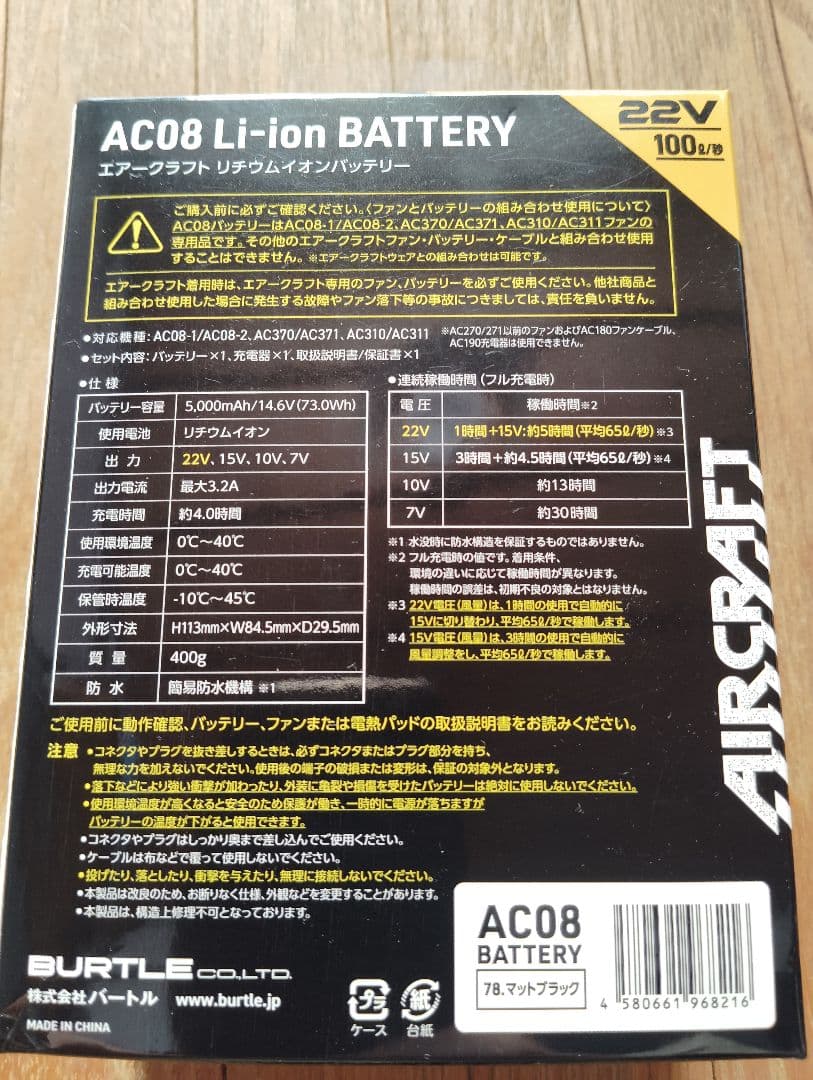 AC08 Li-ion BATTERY
エアークラフト リチウムイオンバッテリー
22V
100ℓ/秒
ご購入前に必ずご確認ください。〈ファンとバッテリーの組み合わせ使用について〉
AC08バッテリーはAC08-1/AC08-2、AC370/AC371、AC310/AC311ファンの
専用品です。その他のエアークラフトファン・バッテリー・ケーブルと組み合わせ使用
することはできません。※エアークラフトウェアとの組み合わせは可能です。
エアークラフト着用時は、エアークラフト専用のファン、バッテリーを必ずご使用ください。他社商品と
組み合わせ使用した場合に発生する故障やファン落下等の事故につきましては、責任を負いません。
●対応機種：AC08-1/AC08-2、AC370/AC371、AC310/AC311
※AC270/271以前のファンおよびAC180ファンケーブル、
AC190充電器は使用できません。
●セット内容：バッテリー×1、充電器×1、取扱説明書/保証書×1
●仕様
バッテリー容量 5,000mAh/14.6V(73.0Wh)
使用電池 リチウムイオン
出力 22V、15V、10V、7V
出力電流 最大3.2A
充電時間 約4.0時間
使用環境温度 0℃〜40℃
充電可能温度 0℃〜40℃
保管時温度 -10℃〜45℃
外形寸法 H113mm×W84.5mm×D29.5mm
質量 400g
防水 簡易防水機構 ※1
●連続稼働時間(フル充電時)
電圧 稼働時間※2
22V 1時間+15V:約5時間(平均65ℓ/秒)※3
15V 3時間+約4.5時間(平均65ℓ/秒)※4
10V 約13時間
7V 約30時間
※1 水没時に防水構造を保証するものではありません。
※2 フル充電時の値です。着用条件、
環境の違いに応じて稼働時間が異なります。
稼働時間の誤差は、初期不良の対象とはなりません。
※3 22V電圧(風量)は、1時間の使用で自動的に
15Vに切り替わり、平均65ℓ/秒で稼働します。
※4 15V電圧(風量)は、3時間の使用で自動的に
風量調整をし、平均65ℓ/秒で稼働します。
AIRCRAFT
ご使用前に動作確認、バッテリー、ファンまたは電熱パッドの取扱説明書をお読みください。
注意 ●コネクタやプラグを抜き差しするときは、必ずコネクタまたはプラグ部分を持ち、
無理な力を加えないでください。使用後の端子の破損または変形は、保証の対象外となります。
●落下などにより強い衝撃が加わったり、外装に亀裂や損傷を受けたバッテリーは絶対に使用しないでください。
●使用環境温度が高くなると安全のため保護が働き、一時的に電源が落ちますが
バッテリーの温度が下がると使用できます。
●コネクタやプラグはしっかり奥まで差し込んでご使用ください。
●ケーブルは布などで覆って使用しないでください。
●投げたり、落としたり、衝撃を与えたり、無理に接続しないでください。
●本製品は改良のため、お断りなく仕様、外観などを変更することがあります。
●本製品は、構造上修理不可となっております。
BURTLE CO.,LTD.
株式会社バートル www.burtle.jp
MADE IN CHINA
プラ
ケース
紙
台紙
AC08
BATTERY
78.マットブラック
4 580661 968216